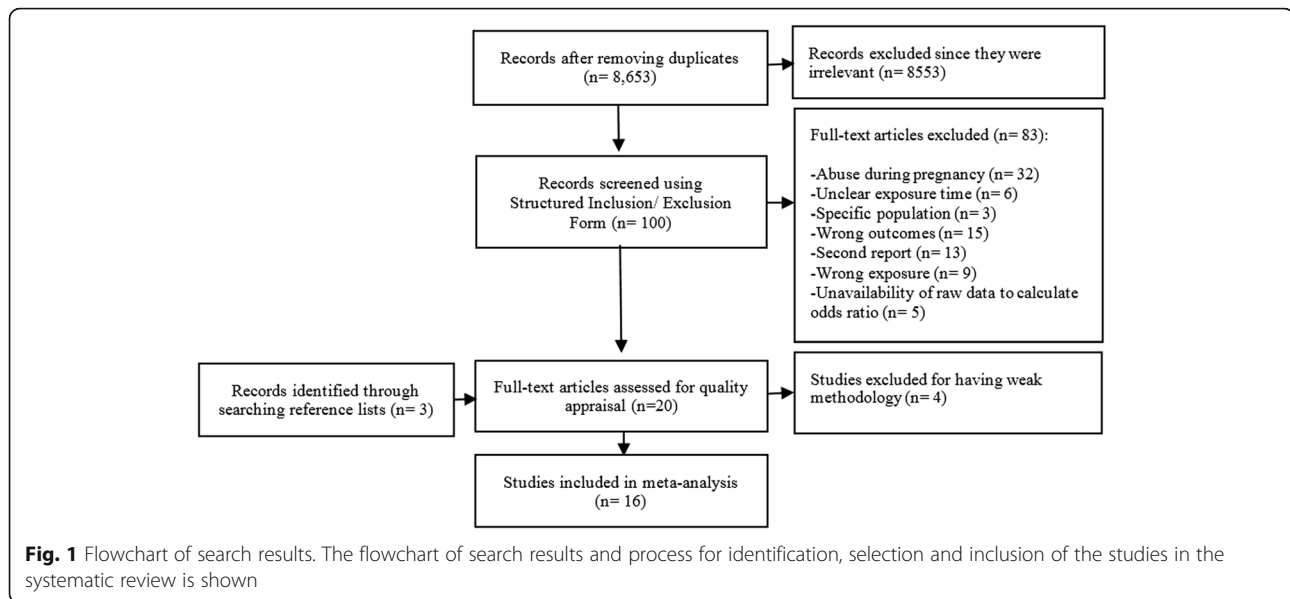 Records after removing duplicates
(n= 8,653)
Records excluded since they were
irrelevant (n= 8553)
Records screened using
Structured Inclusion/ Exclusion
Form (n= 100)
Full-text articles excluded (n= 83):
-Abuse during pregnancy (n= 32)
-Unclear exposure time (n= 6)
-Specific population (n= 3)
-Wrong outcomes (n= 15)
-Second report (n= 13)
-Wrong exposure (n= 9)
-Unavailability of raw data to calculate
odds ratio (n= 5)
Records identified through
searching reference lists (n= 3)
Full-text articles assessed for quality
appraisal (n=20)
Studies excluded for having weak
methodology (n= 4)
Studies included in meta-analysis
(n= 16)
Fig. 1 Flowchart of search results. The flowchart of search results and process for identification, selection and inclusion of the studies in the
systematic review is shown